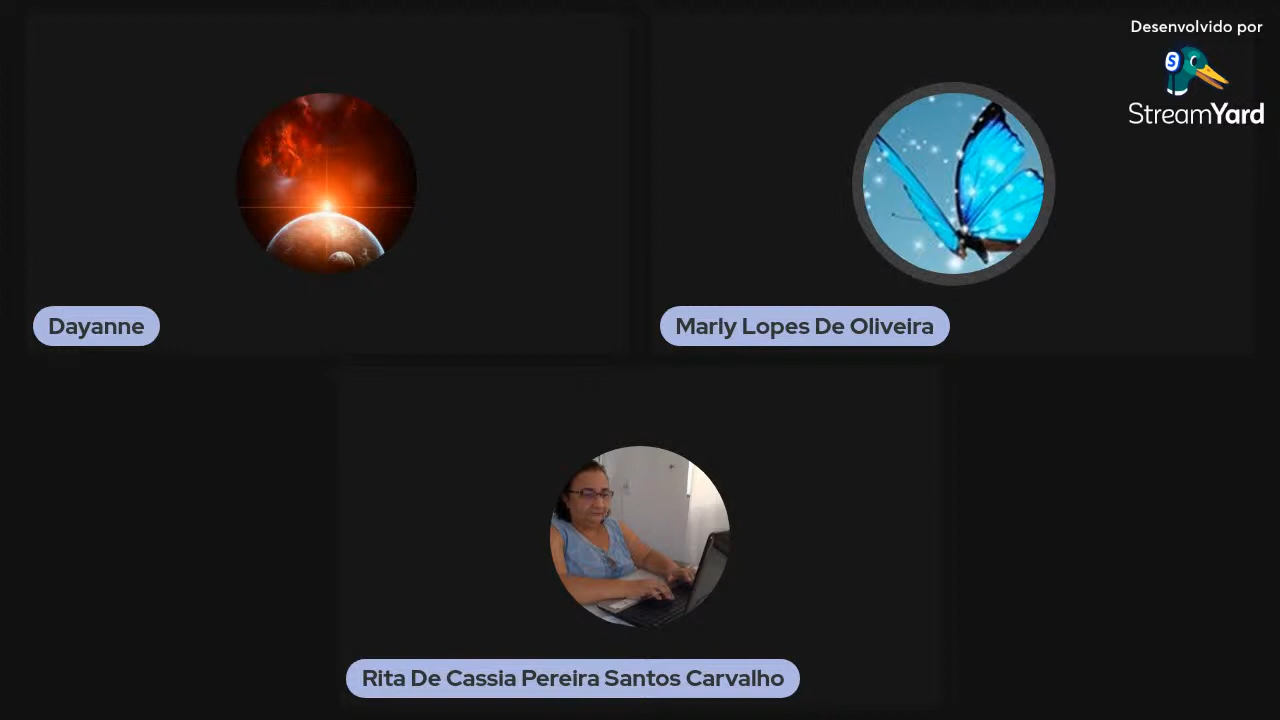 Desenvolvido por
StreamYard
Dayanne
Marly Lopes De Oliveira
Rita De Cassia Pereira Santos Carvalho